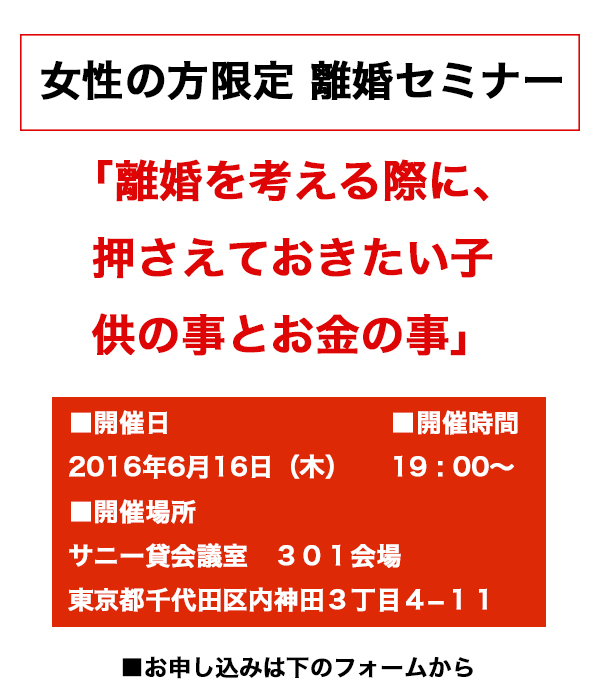 女性の方限定 離婚セミナー
「離婚を考える際に、
押さえておきたい子
供の事とお金の事」
■開催日 ■開催時間
2016年6月16日（木） 19：00〜
■開催場所
サニー貸会議室 ３０１会場
東京都千代田区内神田３丁目４−１１
■お申し込みは下のフォームから